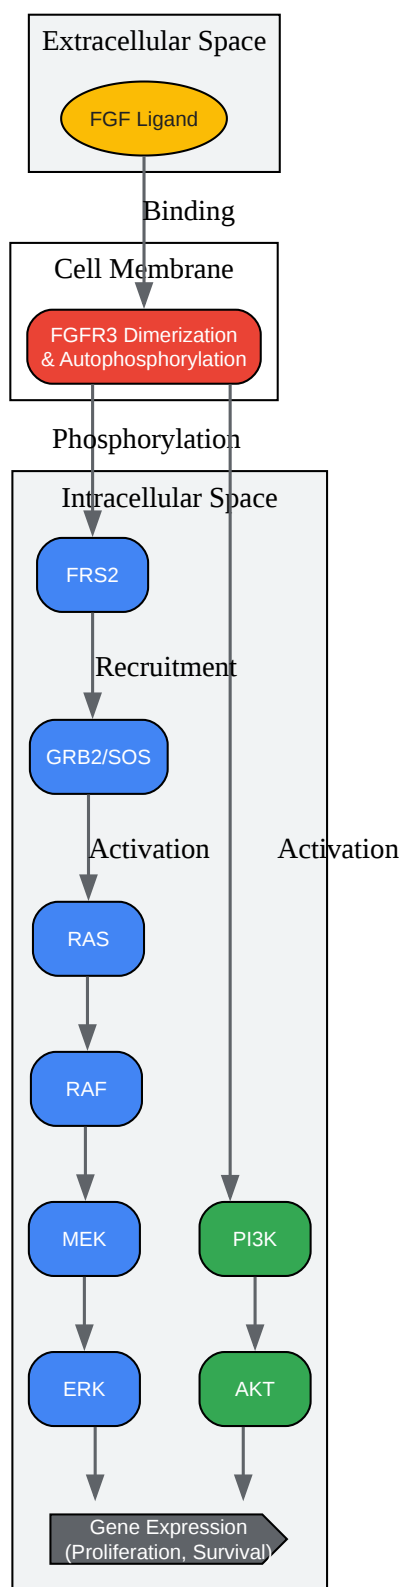 Extracellular Space
FGF Ligand
Binding
Cell Membrane
FGFR3 Dimerization
& Autophosphorylation
Phosphorylation
Intracellular Space
FRS2
Recruitment
GRB2/SOS
Activation
Activation
RAS
RAF
MEK
PI3K
ERK
AKT
Gene Expression
(Proliferation, Survival)